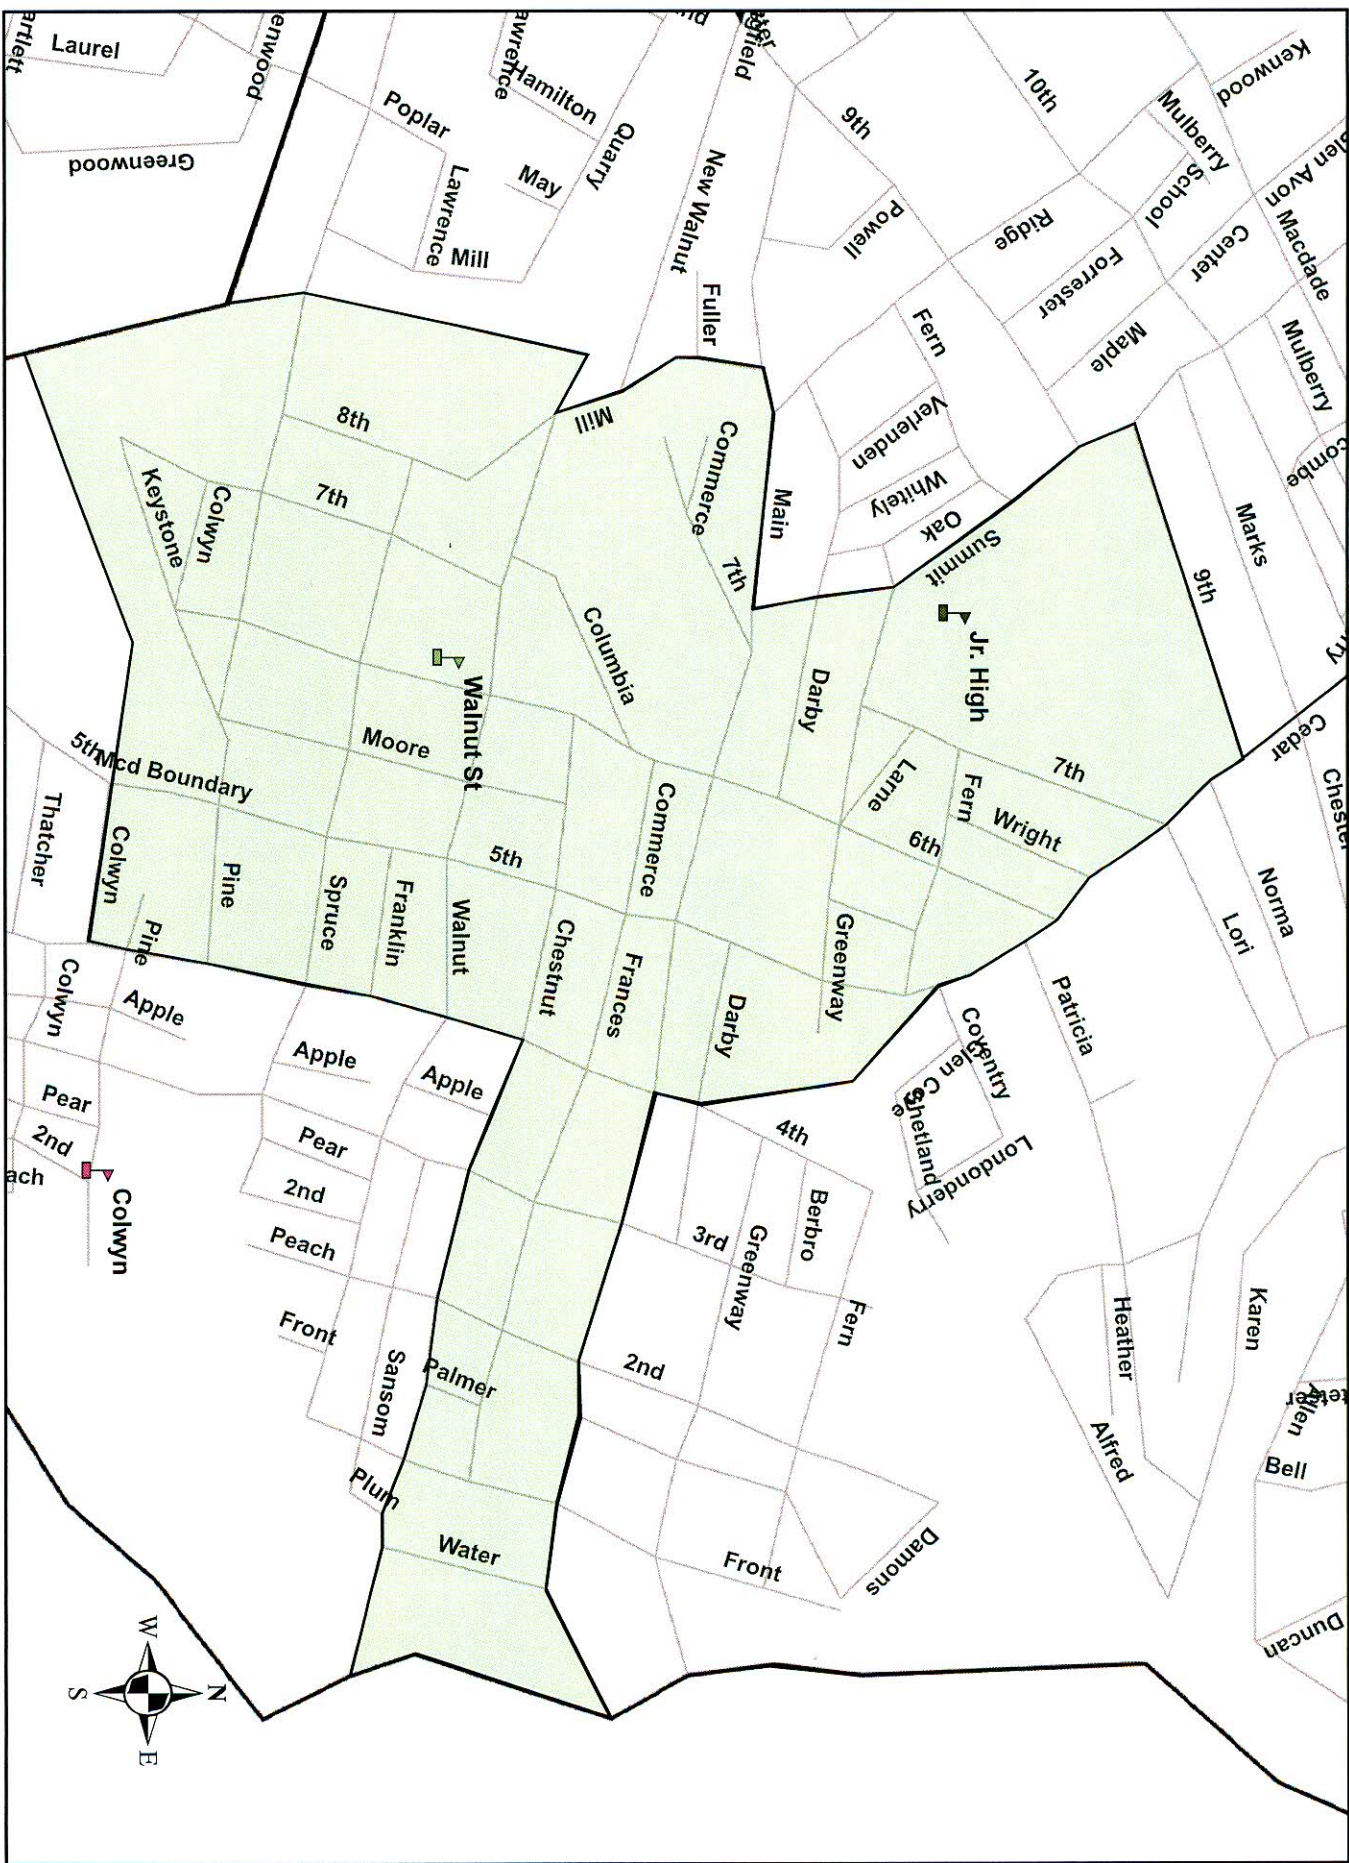 Laurel
Greenwood
Poplar
Hamilton
Quarry
May
Lawrence
Mill
New Walnut
Fuller
9th
10th
Powell
Ridge
Mulberry
School
Kenwood
Macdade
Center
Forrester
Maple
Mulberry
Fern
Verlenden
Whitely
Oak
Summit
Marks
9th
Cedar
Mill
Commerce
Main
7th
8th
7th
Keystone
Colwyn
Columbia
Walnut St
Jr. High
Darby
Larne
Fern
7th
Wright
6th
Moore
5th
Mcd Boundary
Thatcher
Colwyn
Pine
Spruce
Franklin
Walnut
5th
Commerce
Chestnut
Frances
Darby
Greenway
Norma
Lori
Patricia
Coventry
Glen Cove
Shetland
Londonderry
Pine
Colwyn
Apple
Apple
Apple
Pear
2nd
Colwyn
Pear
2nd
Peach
Front
Sansom
Palmer
Plum
Water
4th
Berbro
3rd
Greenway
Fern
2nd
Front
Damons
Heather
Karen
Alfred
Allen
Bell
Duncan
W
N
S
E